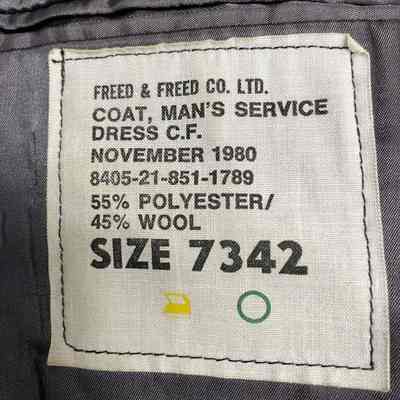 FREED & FREED CO. LTD.
COAT, MAN'S SERVICE
DRESS C.F.
NOVEMBER 1980
8405-21-851-1789
55% POLYESTER/
45% WOOL
SIZE 7342